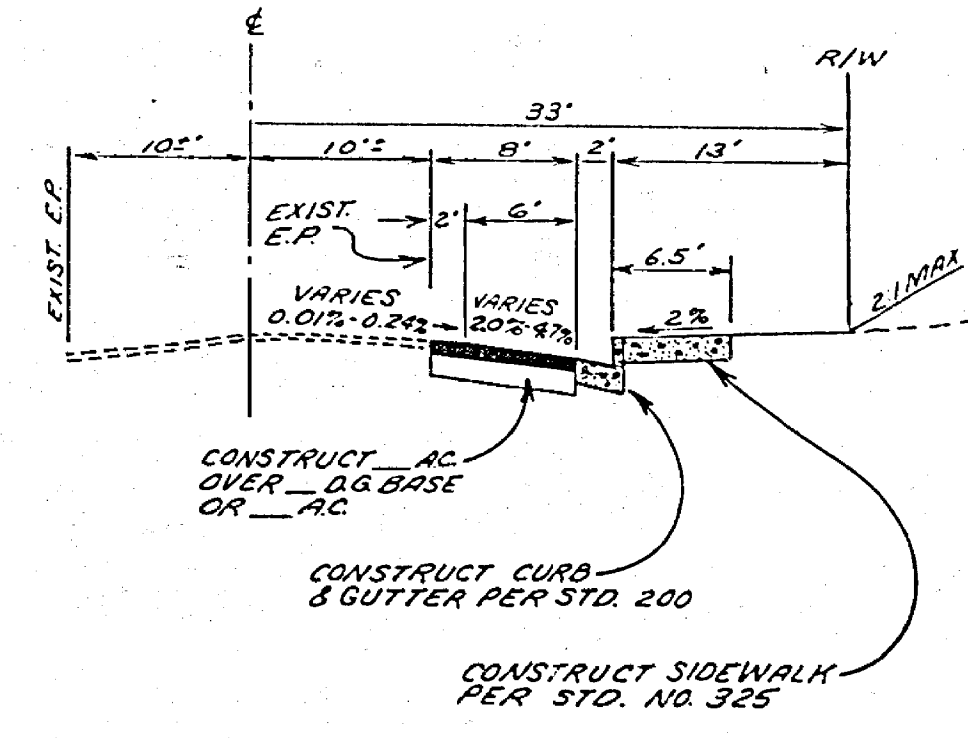 ℄
R/W
33'
10'±
10'±
8'
2'
13'
EXIST. E.P.
EXIST.
E.P.
2'
6'
6.5'
VARIES
0.01%-0.24%
VARIES
2.0%-4.7%
2%
2:1 MAX
CONSTRUCT __ A.C.
OVER __ D.G. BASE
OR __ A.C.
CONSTRUCT CURB
& GUTTER PER STD. 200
CONSTRUCT SIDEWALK
PER STD. NO. 325